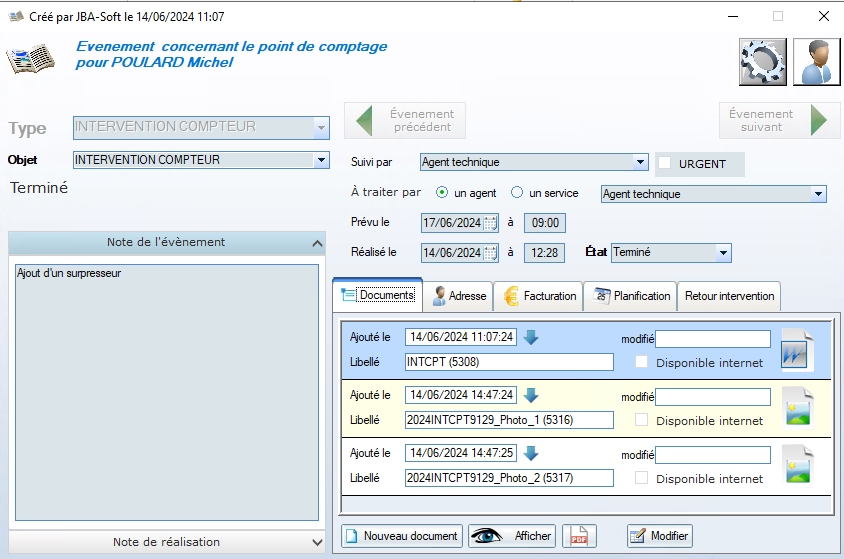 Créé par JBA-Soft le 14/06/2024 11:07
Evenement concernant le point de comptage
pour POULARD Michel
Évenement
précédent
Évenement
suivant
Type
INTERVENTION COMPTEUR
Objet
INTERVENTION COMPTEUR
Terminé
Suivi par
Agent technique
URGENT
À traiter par
un agent
un service
Agent technique
Prévu le
17/06/2024
à
09:00
Réalisé le
14/06/2024
à
12:28
État
Terminé
Note de l'évènement
Ajout d'un surpresseur
Note de réalisation
Documents
Adresse
Facturation
Planification
Retour intervention
Ajouté le
14/06/2024 11:07:24
modifié
Libellé
INTCPT (5308)
Disponible internet
Ajouté le
14/06/2024 14:47:24
modifié
Libellé
2024INTCPT9129_Photo_1 (5316)
Disponible internet
Ajouté le
14/06/2024 14:47:25
modifié
Libellé
2024INTCPT9129_Photo_2 (5317)
Disponible internet
Nouveau document
Afficher
PDF
Modifier